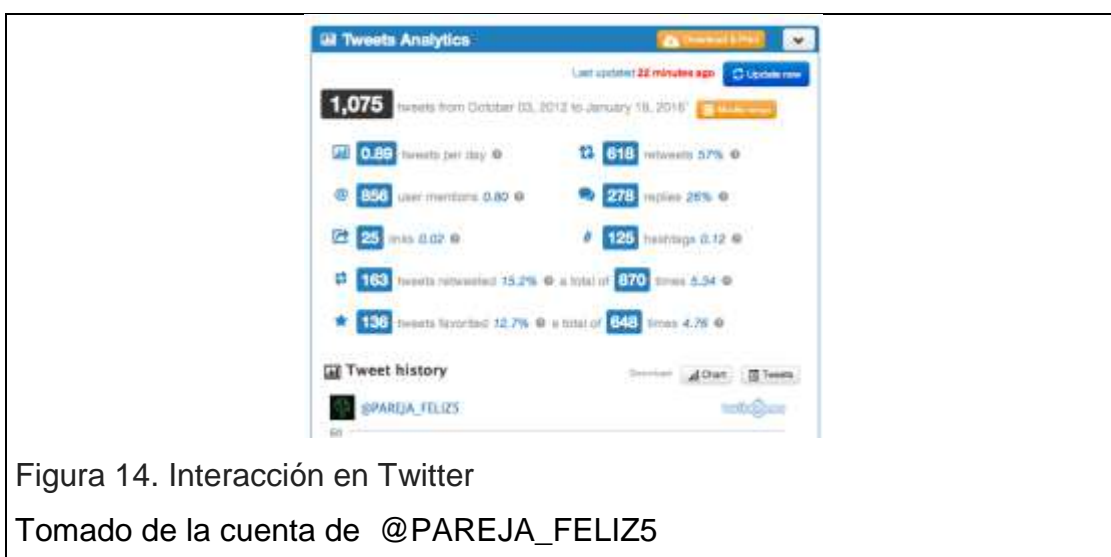 Tweets Analytics Download & Print
Last updated 22 minutes ago Update now
1,075 tweets from October 03, 2012 to January 18, 2016
0.89 tweets per day 618 retweets 57%
856 user mentions 0.80 278 replies 26%
25 links 0.02 # 125 hashtags 0.12
163 tweets retweeted 15.2% a total of 870 times 5.34
136 tweets favorited 12.7% a total of 648 times 4.76
Tweet history Download Chart Tweets
@PAREJA_FELIZ5
60
Figura 14. Interacción en Twitter
Tomado de la cuenta de @PAREJA_FELIZ5